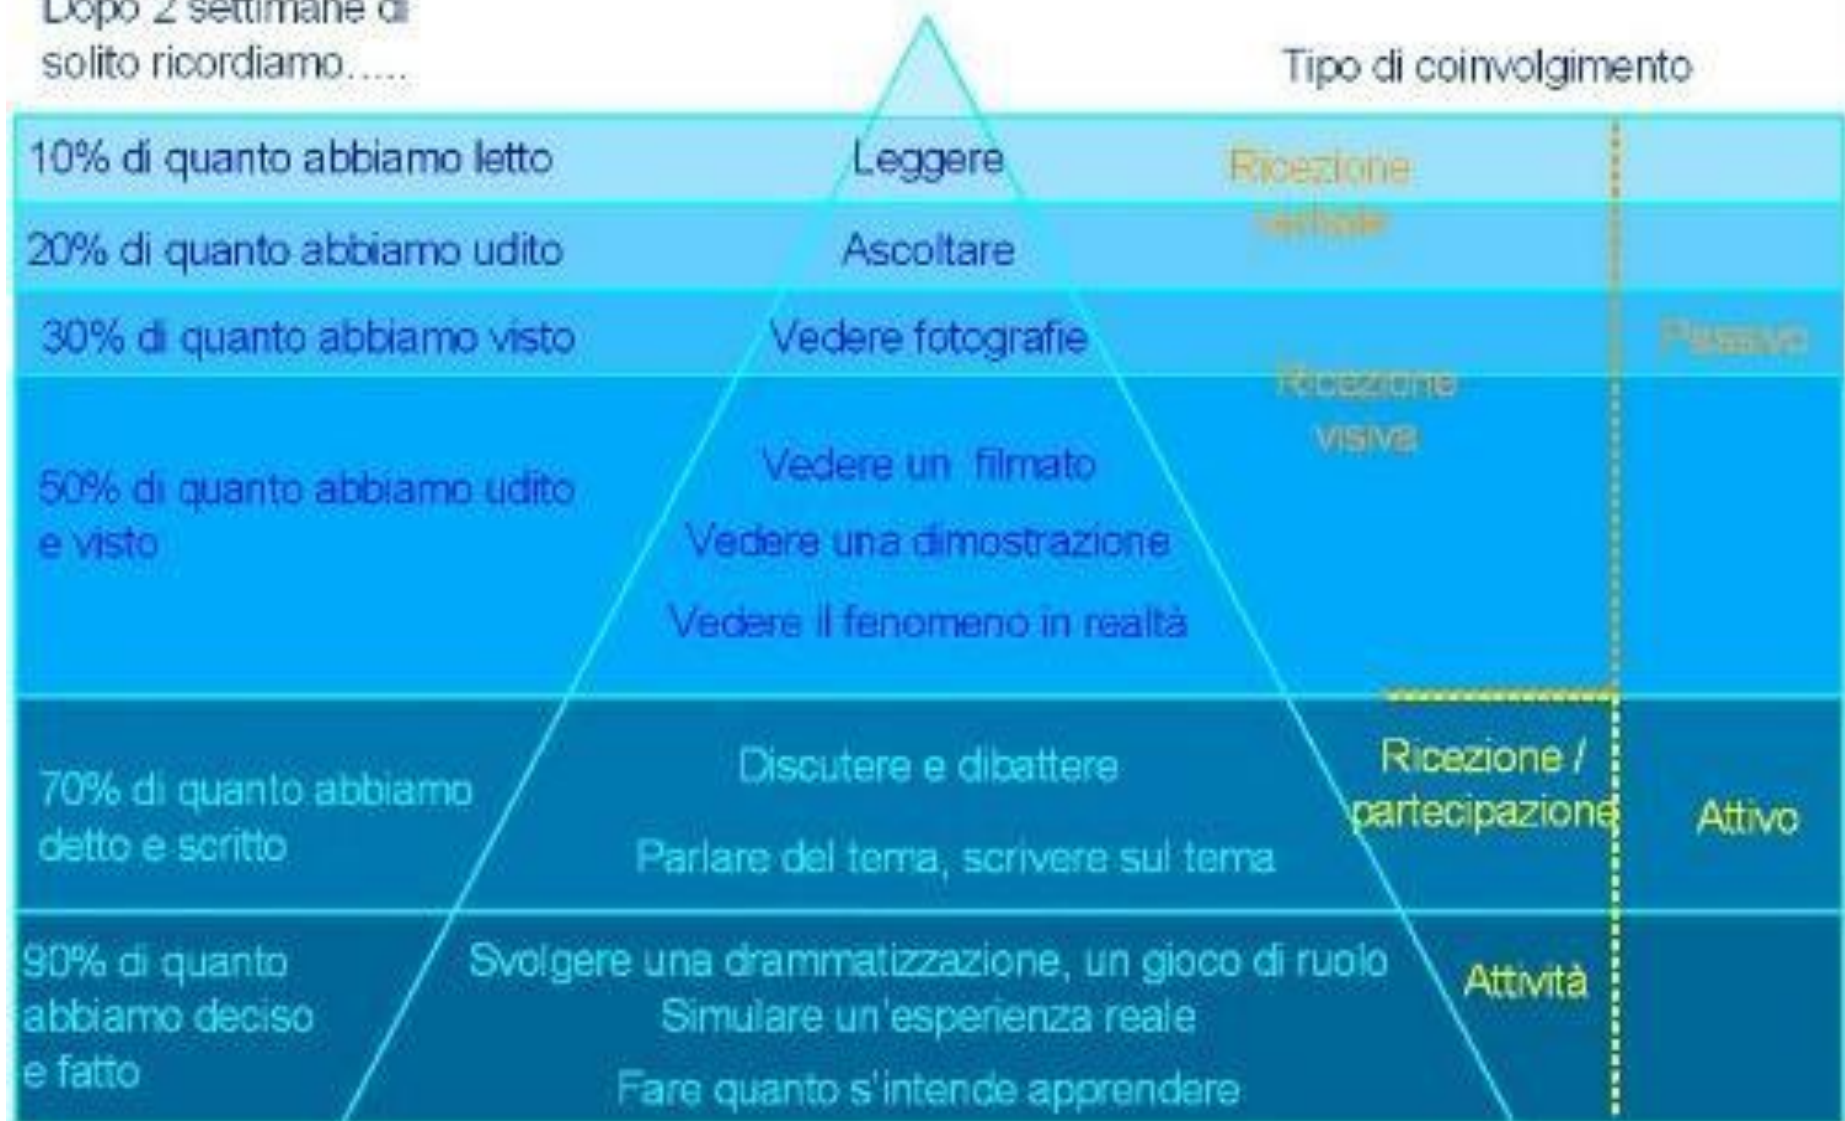 Dopo 2 settimane di
solito ricordiamo.....
Tipo di coinvolgimento
10% di quanto abbiamo letto
Leggere
Ricezione
verbale
20% di quanto abbiamo udito
Ascoltare
30% di quanto abbiamo visto
Vedere fotografie
Passivo
Ricezione
visiva
50% di quanto abbiamo udito
e visto
Vedere un filmato
Vedere una dimostrazione
Vedere il fenomeno in realtà
70% di quanto abbiamo
detto e scritto
Discutere e dibattere
Parlare del tema, scrivere sul tema
Ricezione /
partecipazione
Attivo
90% di quanto
abbiamo deciso
e fatto
Svolgere una drammatizzazione, un gioco di ruolo
Simulare un'esperienza reale
Fare quanto s'intende apprendere
Attività